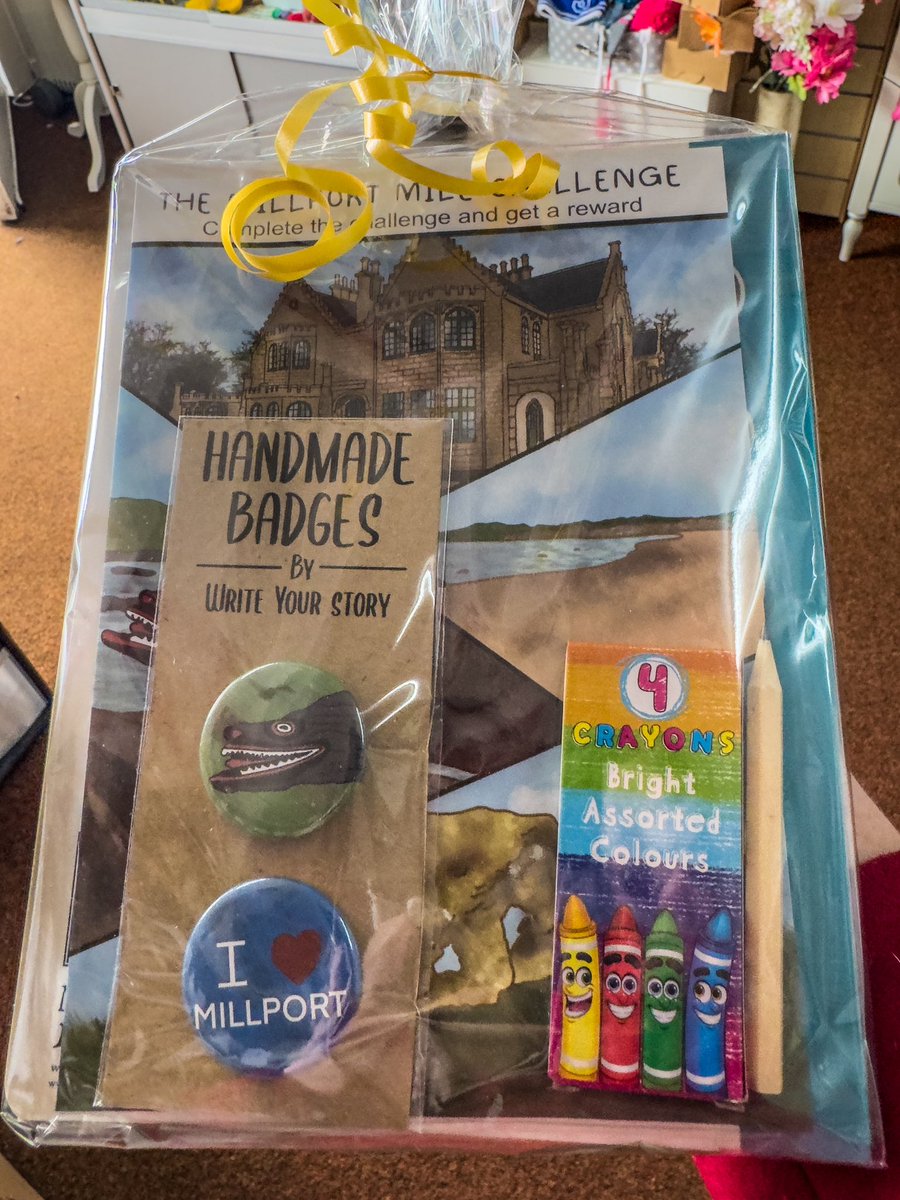 THE MILLPORT MILE CHALLENGE
Complete the challenge and get a reward
HANDMADE
BADGES
BY
WRITE YOUR STORY
I
MILLPORT
4
CRAYONS
Bright
Assorted
Colours